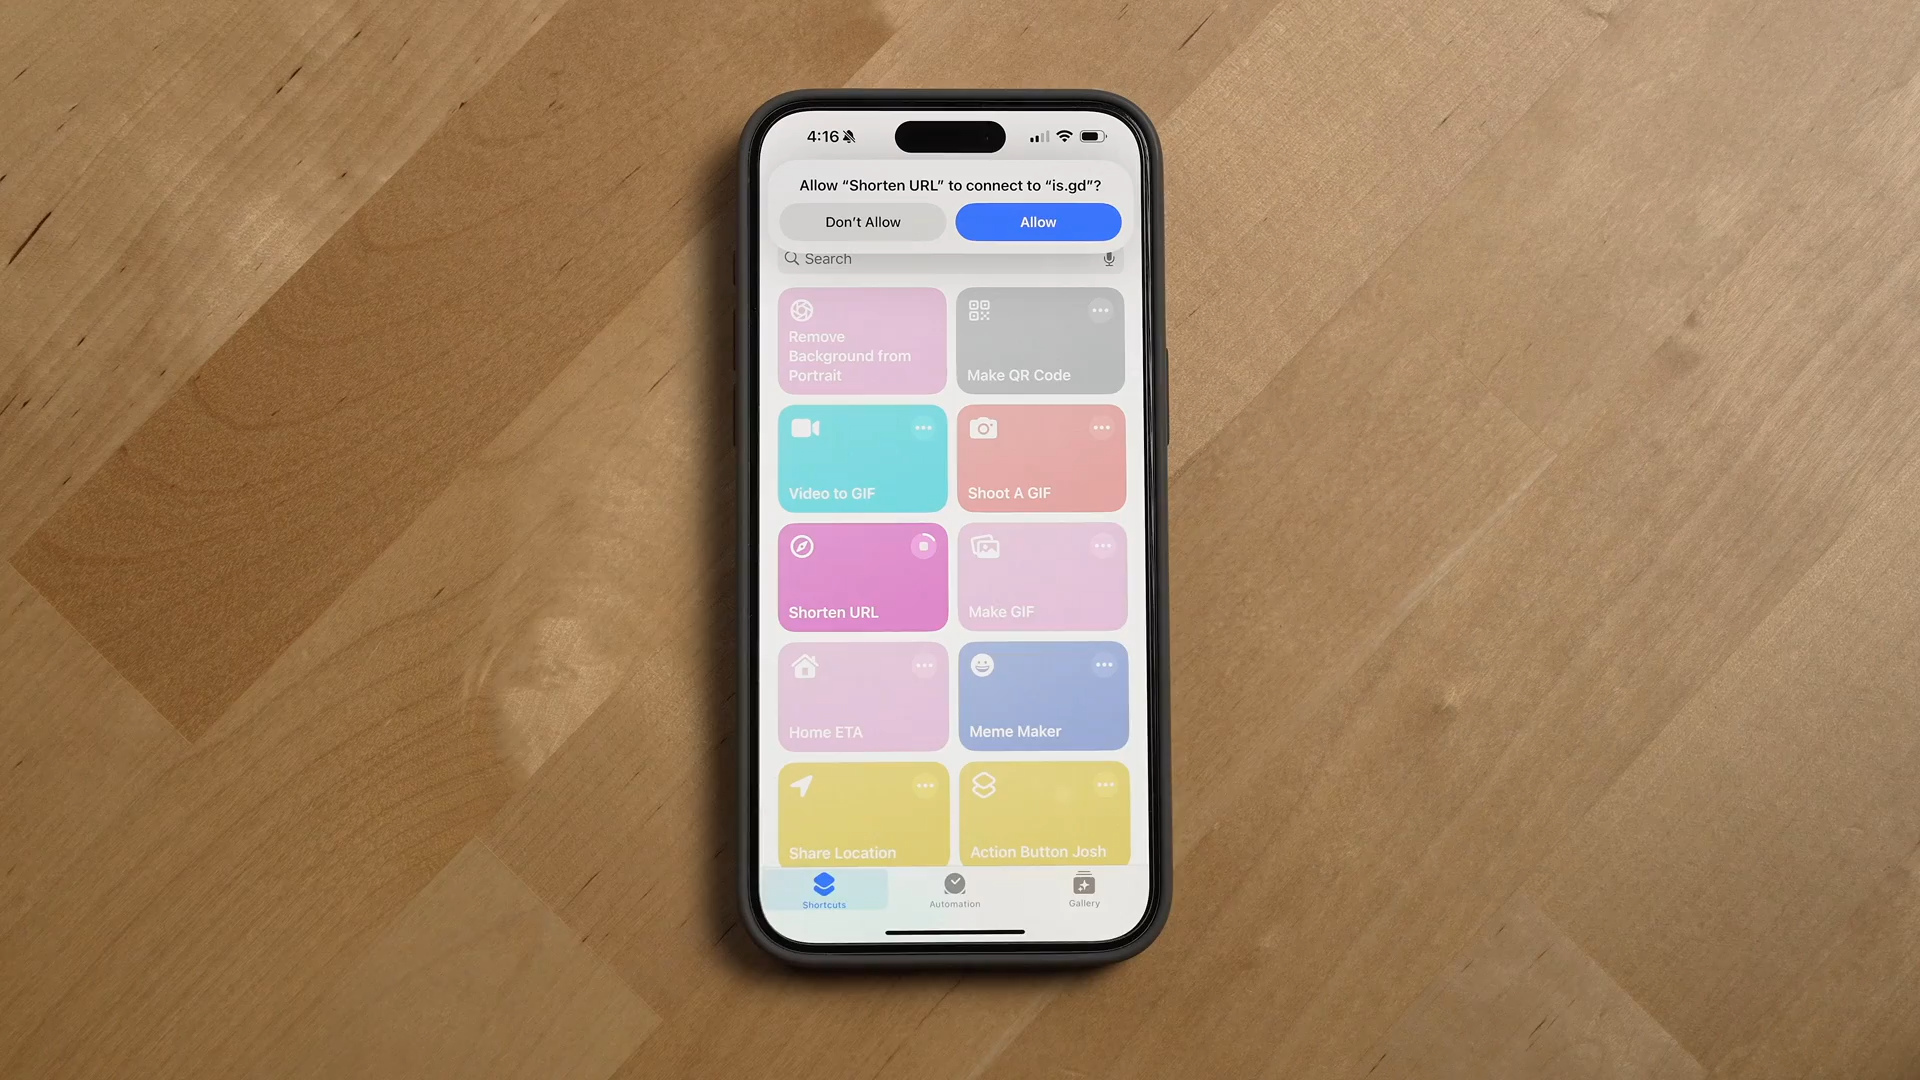 4:16
Allow “Shorten URL” to connect to “is.gd”?
Don’t Allow
Allow
Search
Remove
Background from
Portrait
Make QR Code
Video to GIF
Shoot A GIF
Shorten URL
Make GIF
Home ETA
Meme Maker
Share Location
Action Button Josh
Shortcuts
Automation
Gallery